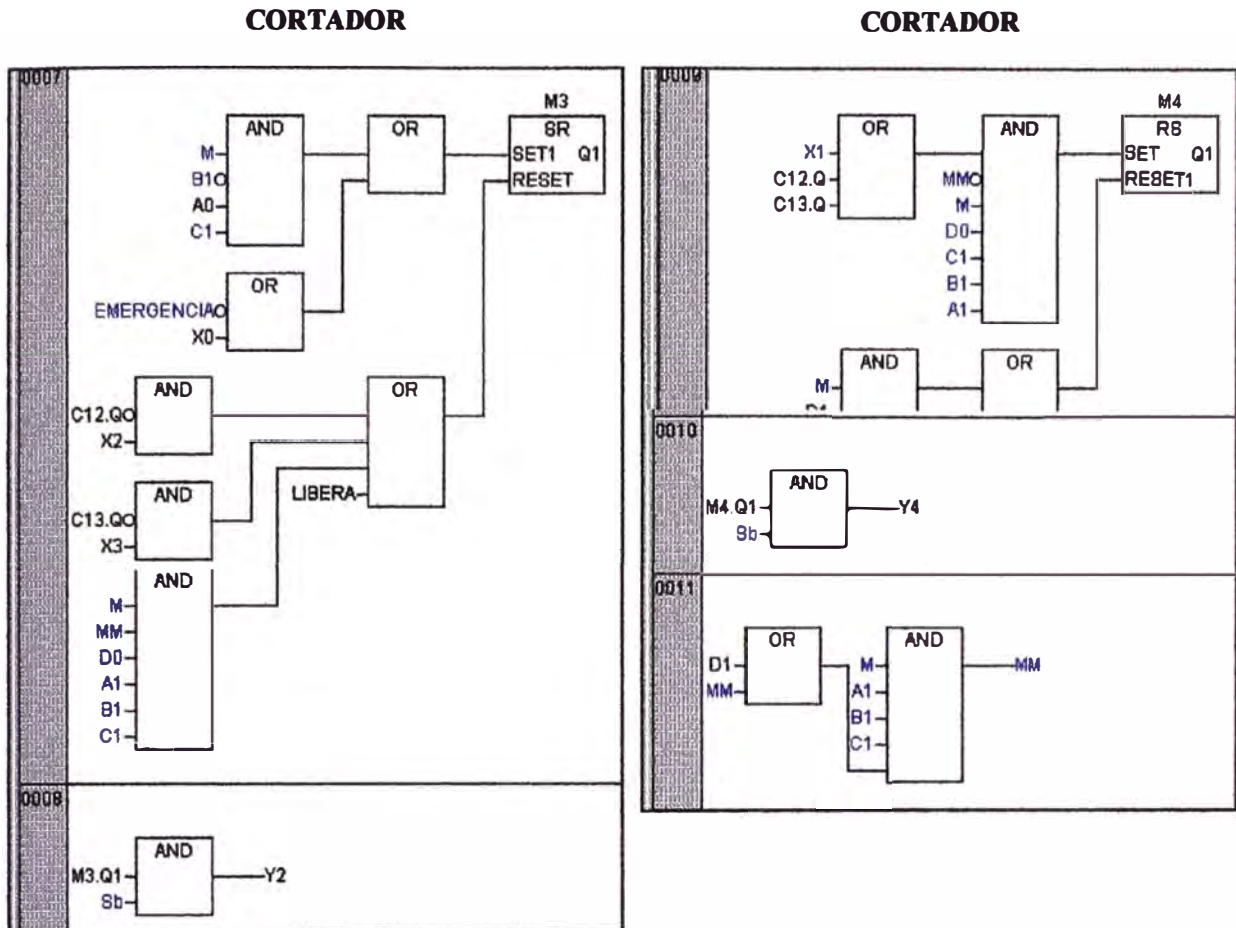 CORTADOR
0007
M3
AND
OR
SR
M
SET1 Q1
B1
RESET
A0
C1
OR
EMERGENCIA
X0
AND
OR
C12.Q
X2
AND
LIBERA
C13.Q
X3
AND
M
MM
D0
A1
B1
C1
0008
AND
M3.Q1
Y2
Sb
CORTADOR
0009
M4
OR
AND
RS
X1
SET Q1
C12.Q
MM
RESET1
C13.Q
M
D0
C1
B1
A1
AND
OR
M
0010
AND
M4.Q1
Y4
Sb
0011
OR
AND
D1
M
MM
MM
A1
B1
C1